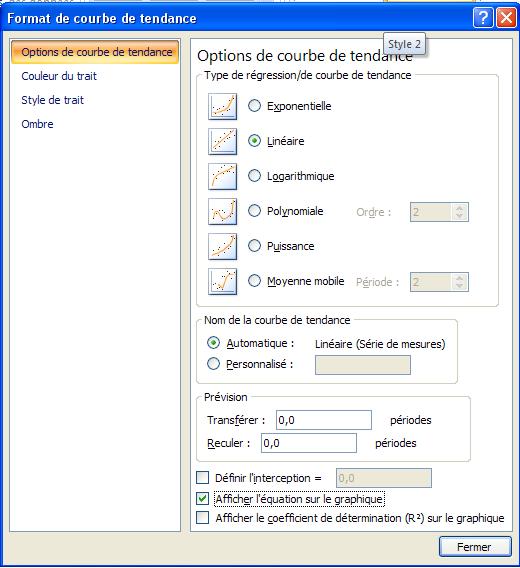 Format de courbe de tendance
Options de courbe de tendance
Couleur du trait
Style de trait
Ombre
Options de courbe de tendance
Style 2
Type de régression/de courbe de tendance
Exponentielle
Linéaire
Logarithmique
Polynomiale Ordre : 2
Puissance
Moyenne mobile Période : 2
Nom de la courbe de tendance
Automatique : Linéaire (Série de mesures)
Personnalisé :
Prévision
Transférer : 0,0 périodes
Reculer : 0,0 périodes
Définir l'interception = 0,0
Afficher l'équation sur le graphique
Afficher le coefficient de détermination (R²) sur le graphique
Fermer